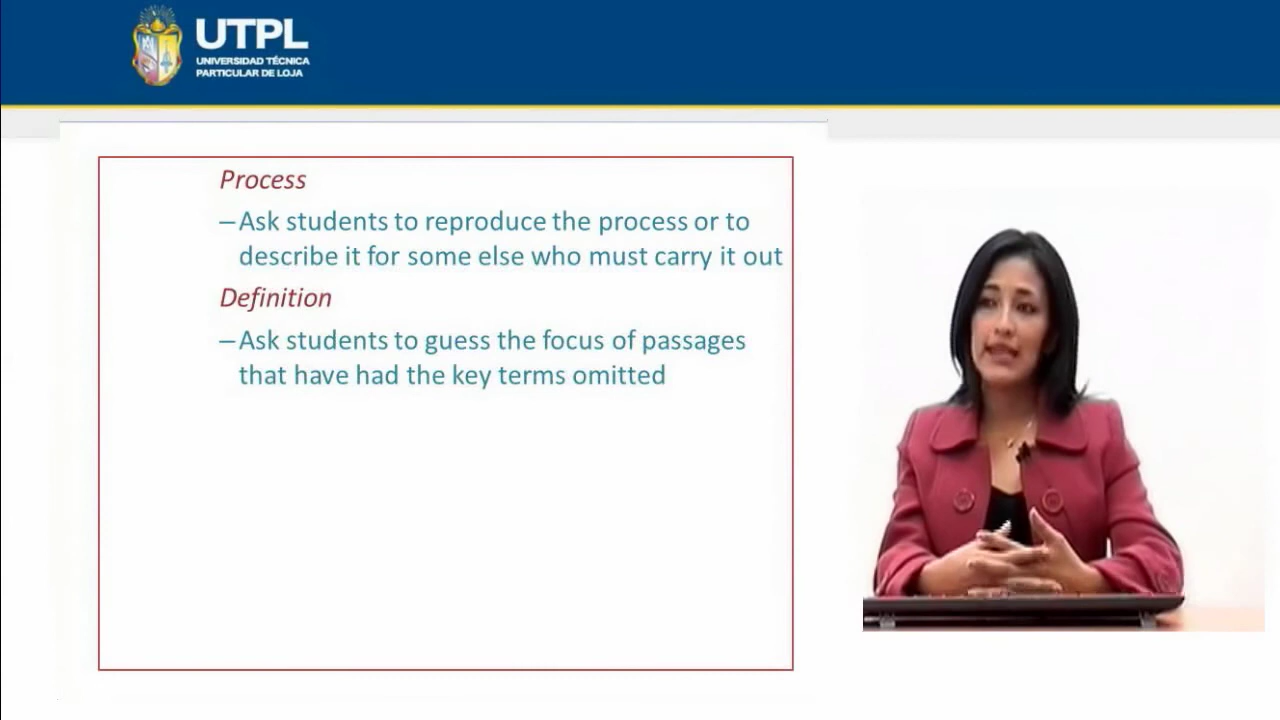 UTPL
UNIVERSIDAD TÉCNICA
PARTICULAR DE LOJA
Process
–Ask students to reproduce the process or to
describe it for some else who must carry it out
Definition
–Ask students to guess the focus of passages
that have had the key terms omitted